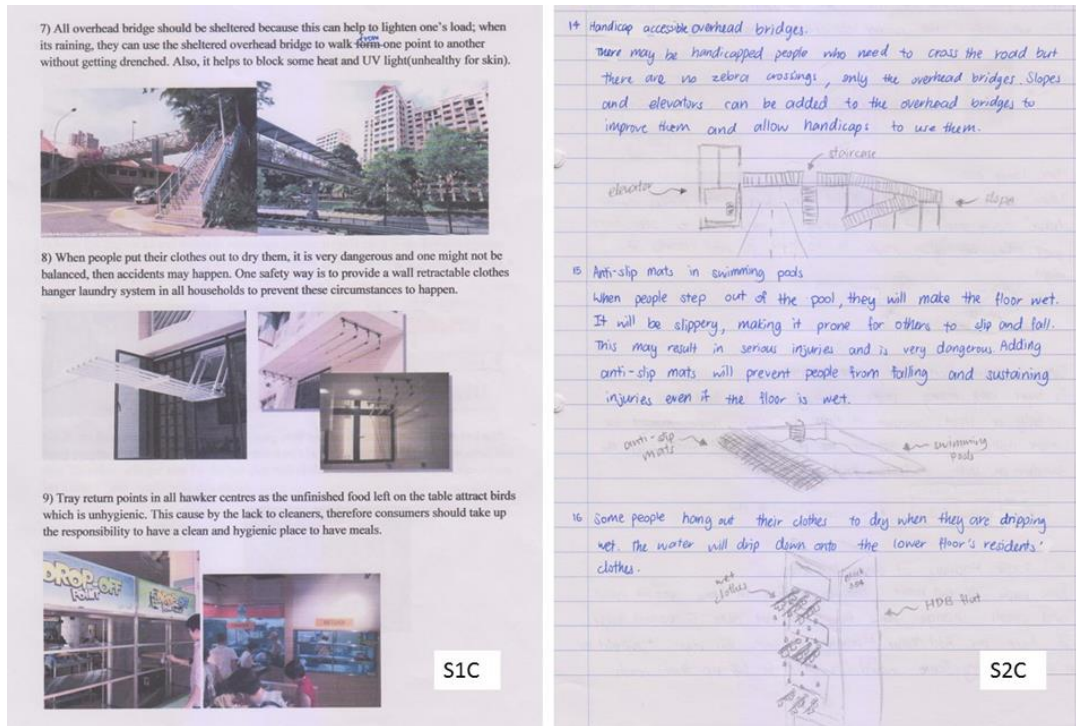 7) All overhead bridge should be sheltered because this can help to lighten one's load; when
its raining, they can use the sheltered overhead bridge to walk form one point to another
from
without getting drenched. Also, it helps to block some heat and UV light(unhealthy for skin).
8) When people put their clothes out to dry them, it is very dangerous and one might not be
balanced, then accidents may happen. One safety way is to provide a wall retractable clothes
hanger laundry system in all households to prevent these circumstances to happen.
9) Tray return points in all hawker centres as the unfinished food left on the table attract birds
which is unhygienic. This cause by the lack to cleaners, therefore consumers should take up
the responsibility to have a clean and hygienic place to have meals.
DROP-OFF
POINT
S1C
14 Handicap accessible overhead bridges.
There may be handicapped people who need to cross the road but
there are no zebra crossings, only the overhead bridges. Slopes
and elevators can be added to the overhead bridges to
improve them and allow handicaps to use them.
staircase
elevator
slope
15 Anti-slip mats in swimming pools
When people step out of the pool, they will make the floor wet.
It will be slippery, making it prone for others to slip and fall.
This may result in serious injuries and is very dangerous. Adding
anti-slip mats will prevent people from falling and sustaining
injuries even if the floor is wet.
anti-slip
mats
swimming
pools
16 Some people hang out their clothes to dry when they are dripping
wet. The water will drip down onto the lower floor's residents'
clothes.
wet
clothes
HDB flat
S2C